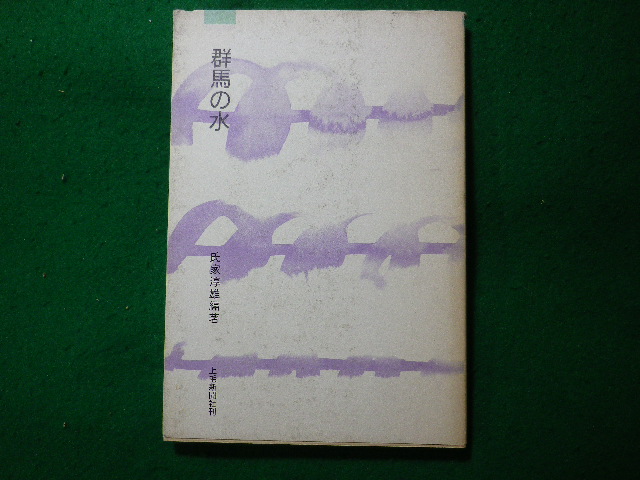 群馬の水
氏家淳雄編著
上毛新聞社刊